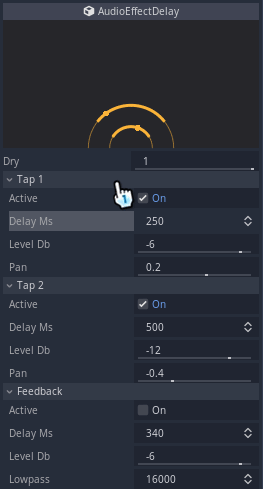 AudioEffectDelay
Dry 1
Tap 1
Active On
Delay Ms 250
Level Db -6
Pan 0.2
Tap 2
Active On
Delay Ms 500
Level Db -12
Pan -0.4
Feedback
Active On
Delay Ms 340
Level Db -6
Lowpass 16000